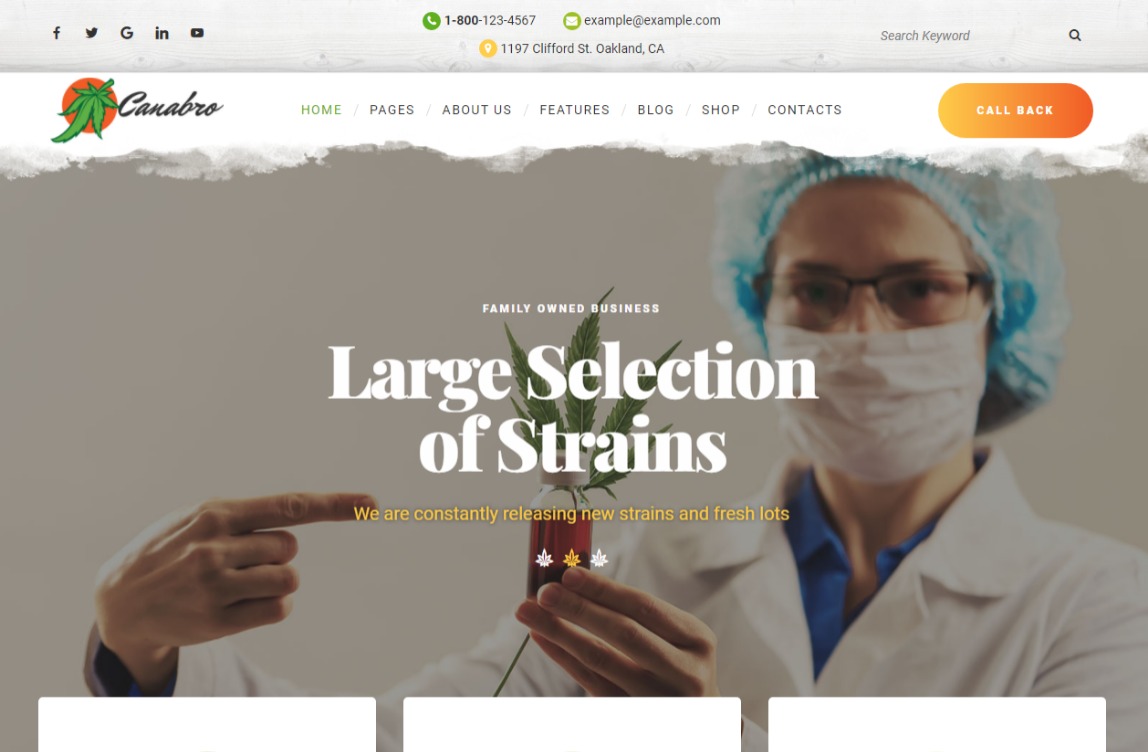 1-800-123-4567
example@example.com
1197 Clifford St. Oakland, CA
Search Keyword
Canabro
HOME / PAGES / ABOUT US / FEATURES / BLOG / SHOP / CONTACTS
CALL BACK
FAMILY OWNED BUSINESS
Large Selection
of Strains
We are constantly releasing new strains and fresh lots